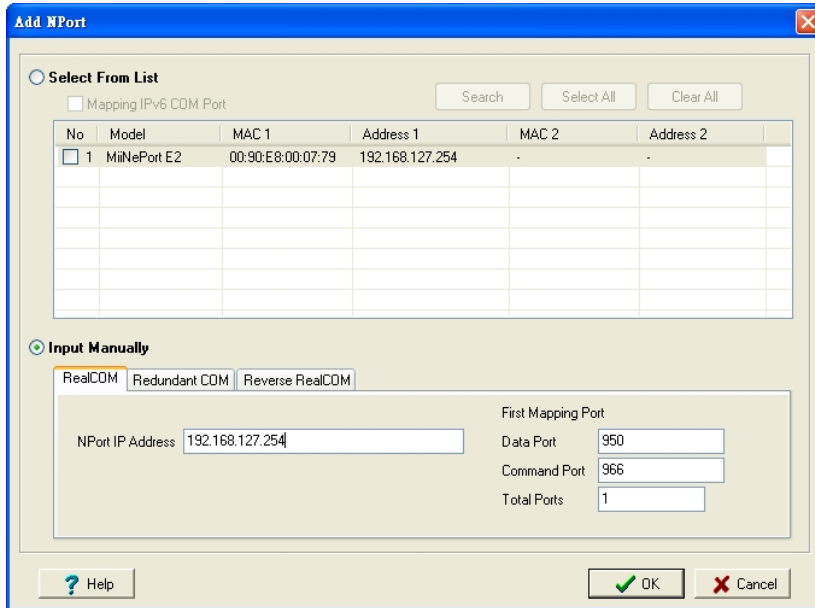 Add NPort
Select From List
Mapping IPv6 COM Port
Search
Select All
Clear All
No Model MAC 1 Address 1 MAC 2 Address 2
1 MiiNePort E2 00:90:E8:00:07:79 192.168.127.254 - -
Input Manually
RealCOM Redundant COM Reverse RealCOM
First Mapping Port
NPort IP Address 192.168.127.254
Data Port 950
Command Port 966
Total Ports 1
? Help
OK
Cancel